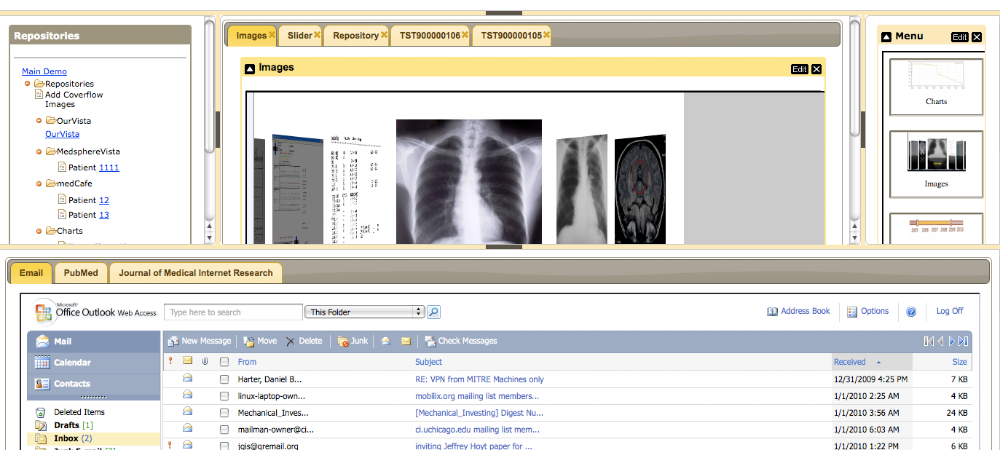 Repositories
Main Demo
Repositories
Add Coverflow
Images
OurVista
OurVista
MedsphereVista
Patient 1111
medCafe
Patient 12
Patient 13
Charts
Images
Slider
Repository
TST900000106
TST900000105
Images
Edit
Menu
Edit
Charts
Images
2005 2006 2007 2008 2009 2010
Email
PubMed
Journal of Medical Internet Research
Microsoft®
Office Outlook Web Access
Type here to search
This Folder
Address Book
Options
Log Off
Mail
Calendar
Contacts
Deleted Items
Drafts [1]
Inbox (2)
New Message
Move
Delete
Junk
Check Messages
From Subject Received Size
Harter, Daniel B... RE: VPN from MITRE Machines only 12/31/2009 4:25 PM 7 KB
linux-laptop-own... mobilix.org mailing list members... 1/1/2010 2:25 AM 4 KB
Mechanical_Inves... [Mechanical_Investing] Digest Nu... 1/1/2010 3:56 AM 24 KB
mailman-owner@ci... ci.uchicago.edu mailing list mem... 1/1/2010 6:03 AM 4 KB
jgis@gremail.org inviting Jeffrey Hoyt paper for ... 1/1/2010 1:22 PM 6 KB